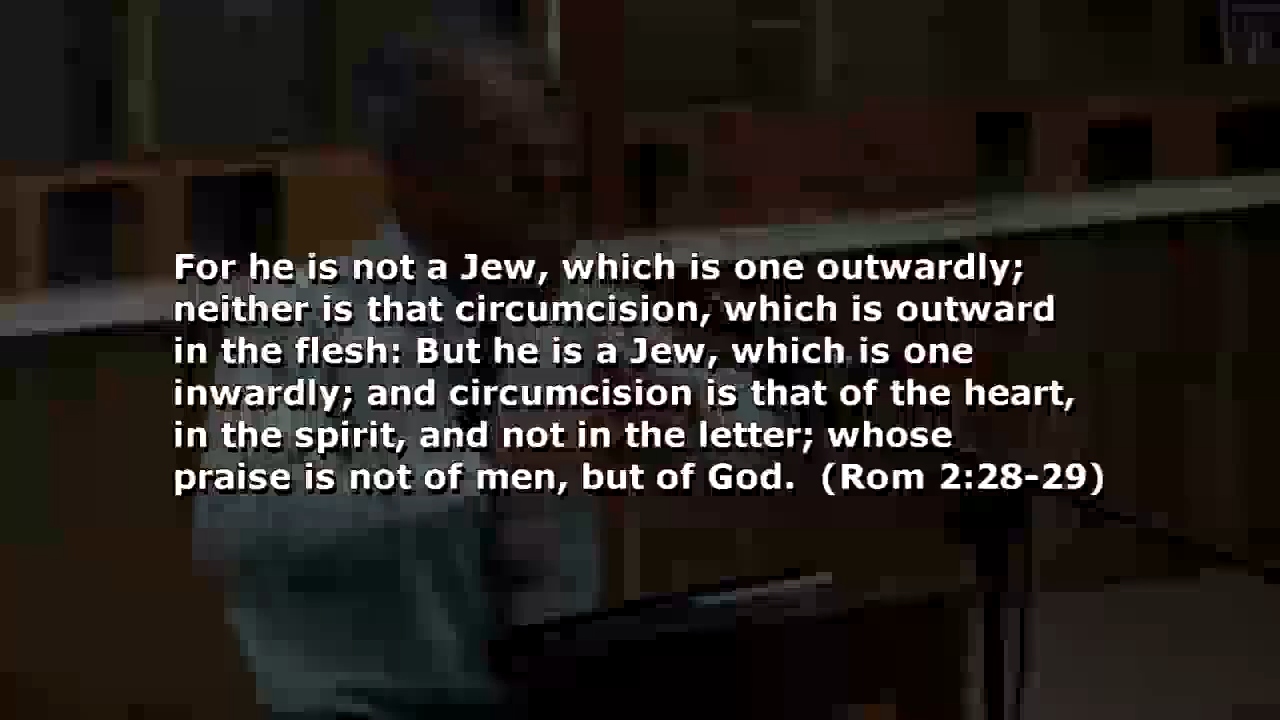 For he is not a Jew, which is one outwardly;
neither is that circumcision, which is outward
in the flesh: But he is a Jew, which is one
inwardly; and circumcision is that of the heart,
in the spirit, and not in the letter; whose
praise is not of men, but of God.  (Rom 2:28-29)